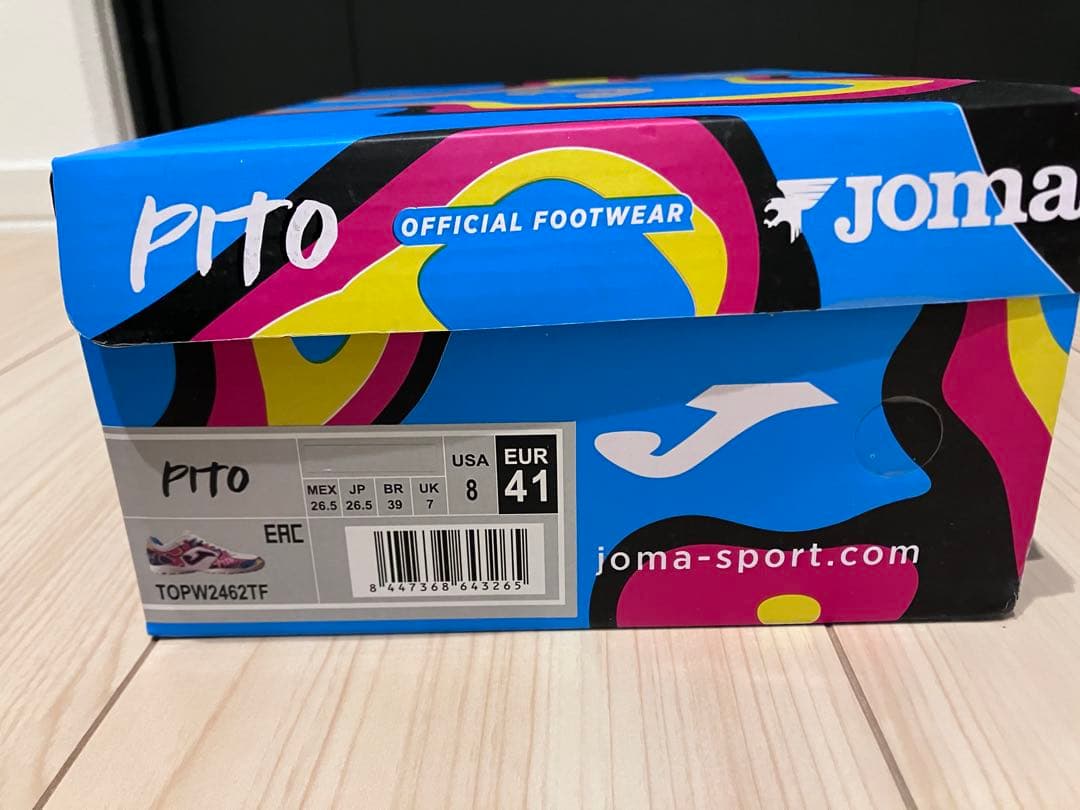 PITO
OFFICIAL FOOTWEAR
Joma
PITO
MEX JP BR UK USA EUR
26.5 26.5 39 7 8 41
EAC
TOPW2462TF
8 447368 643265
joma-sport.com